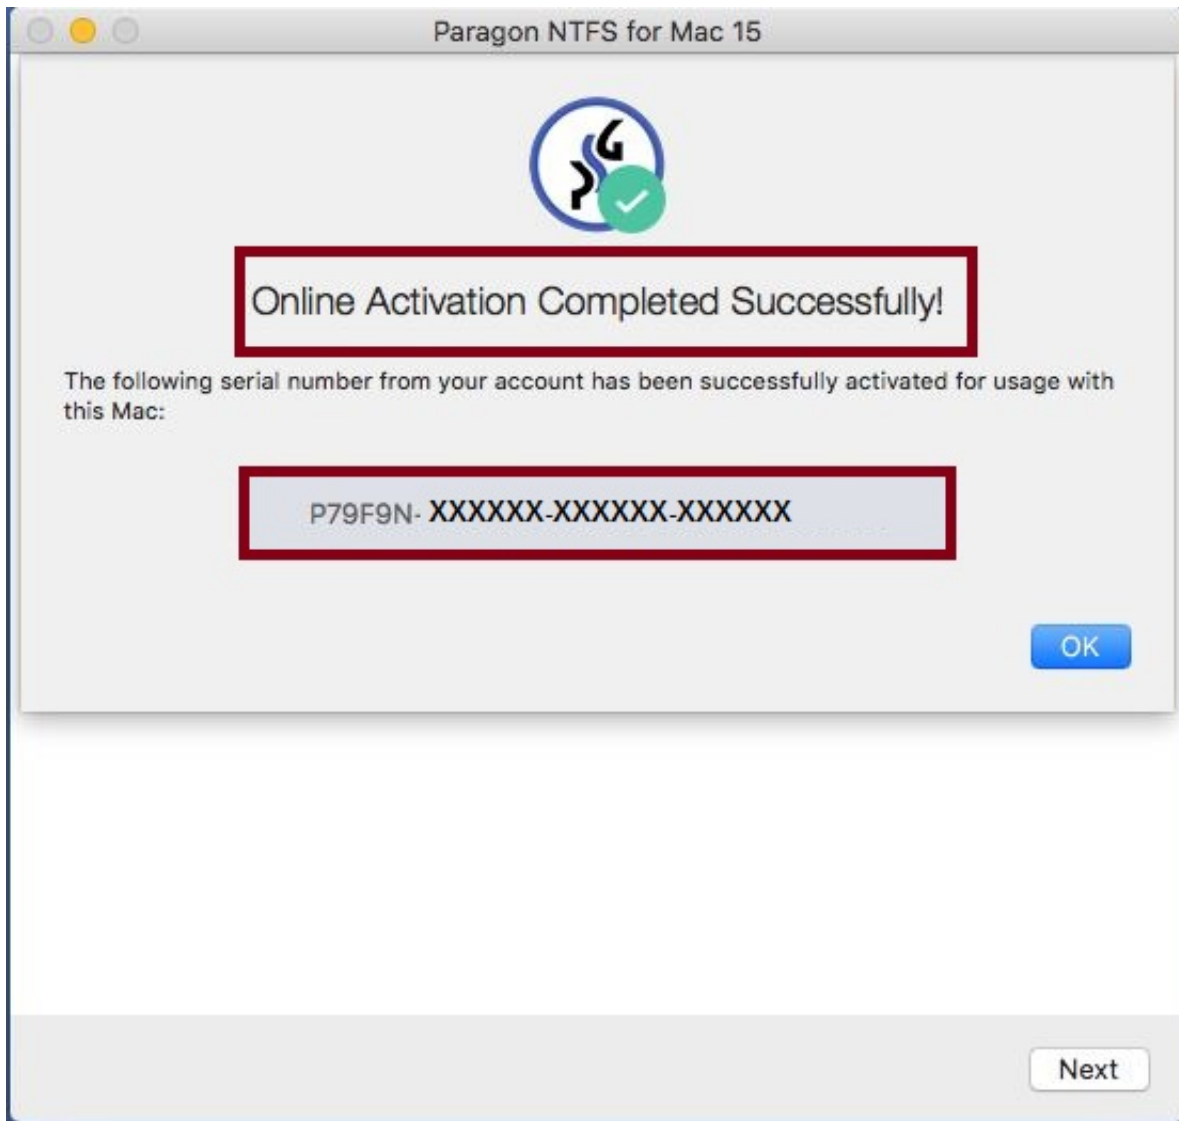 Paragon NTFS for Mac 15
Online Activation Completed Successfully!
The following serial number from your account has been successfully activated for usage with
this Mac:
P79F9N- XXXXXX-XXXXXX-XXXXXX
OK
Next